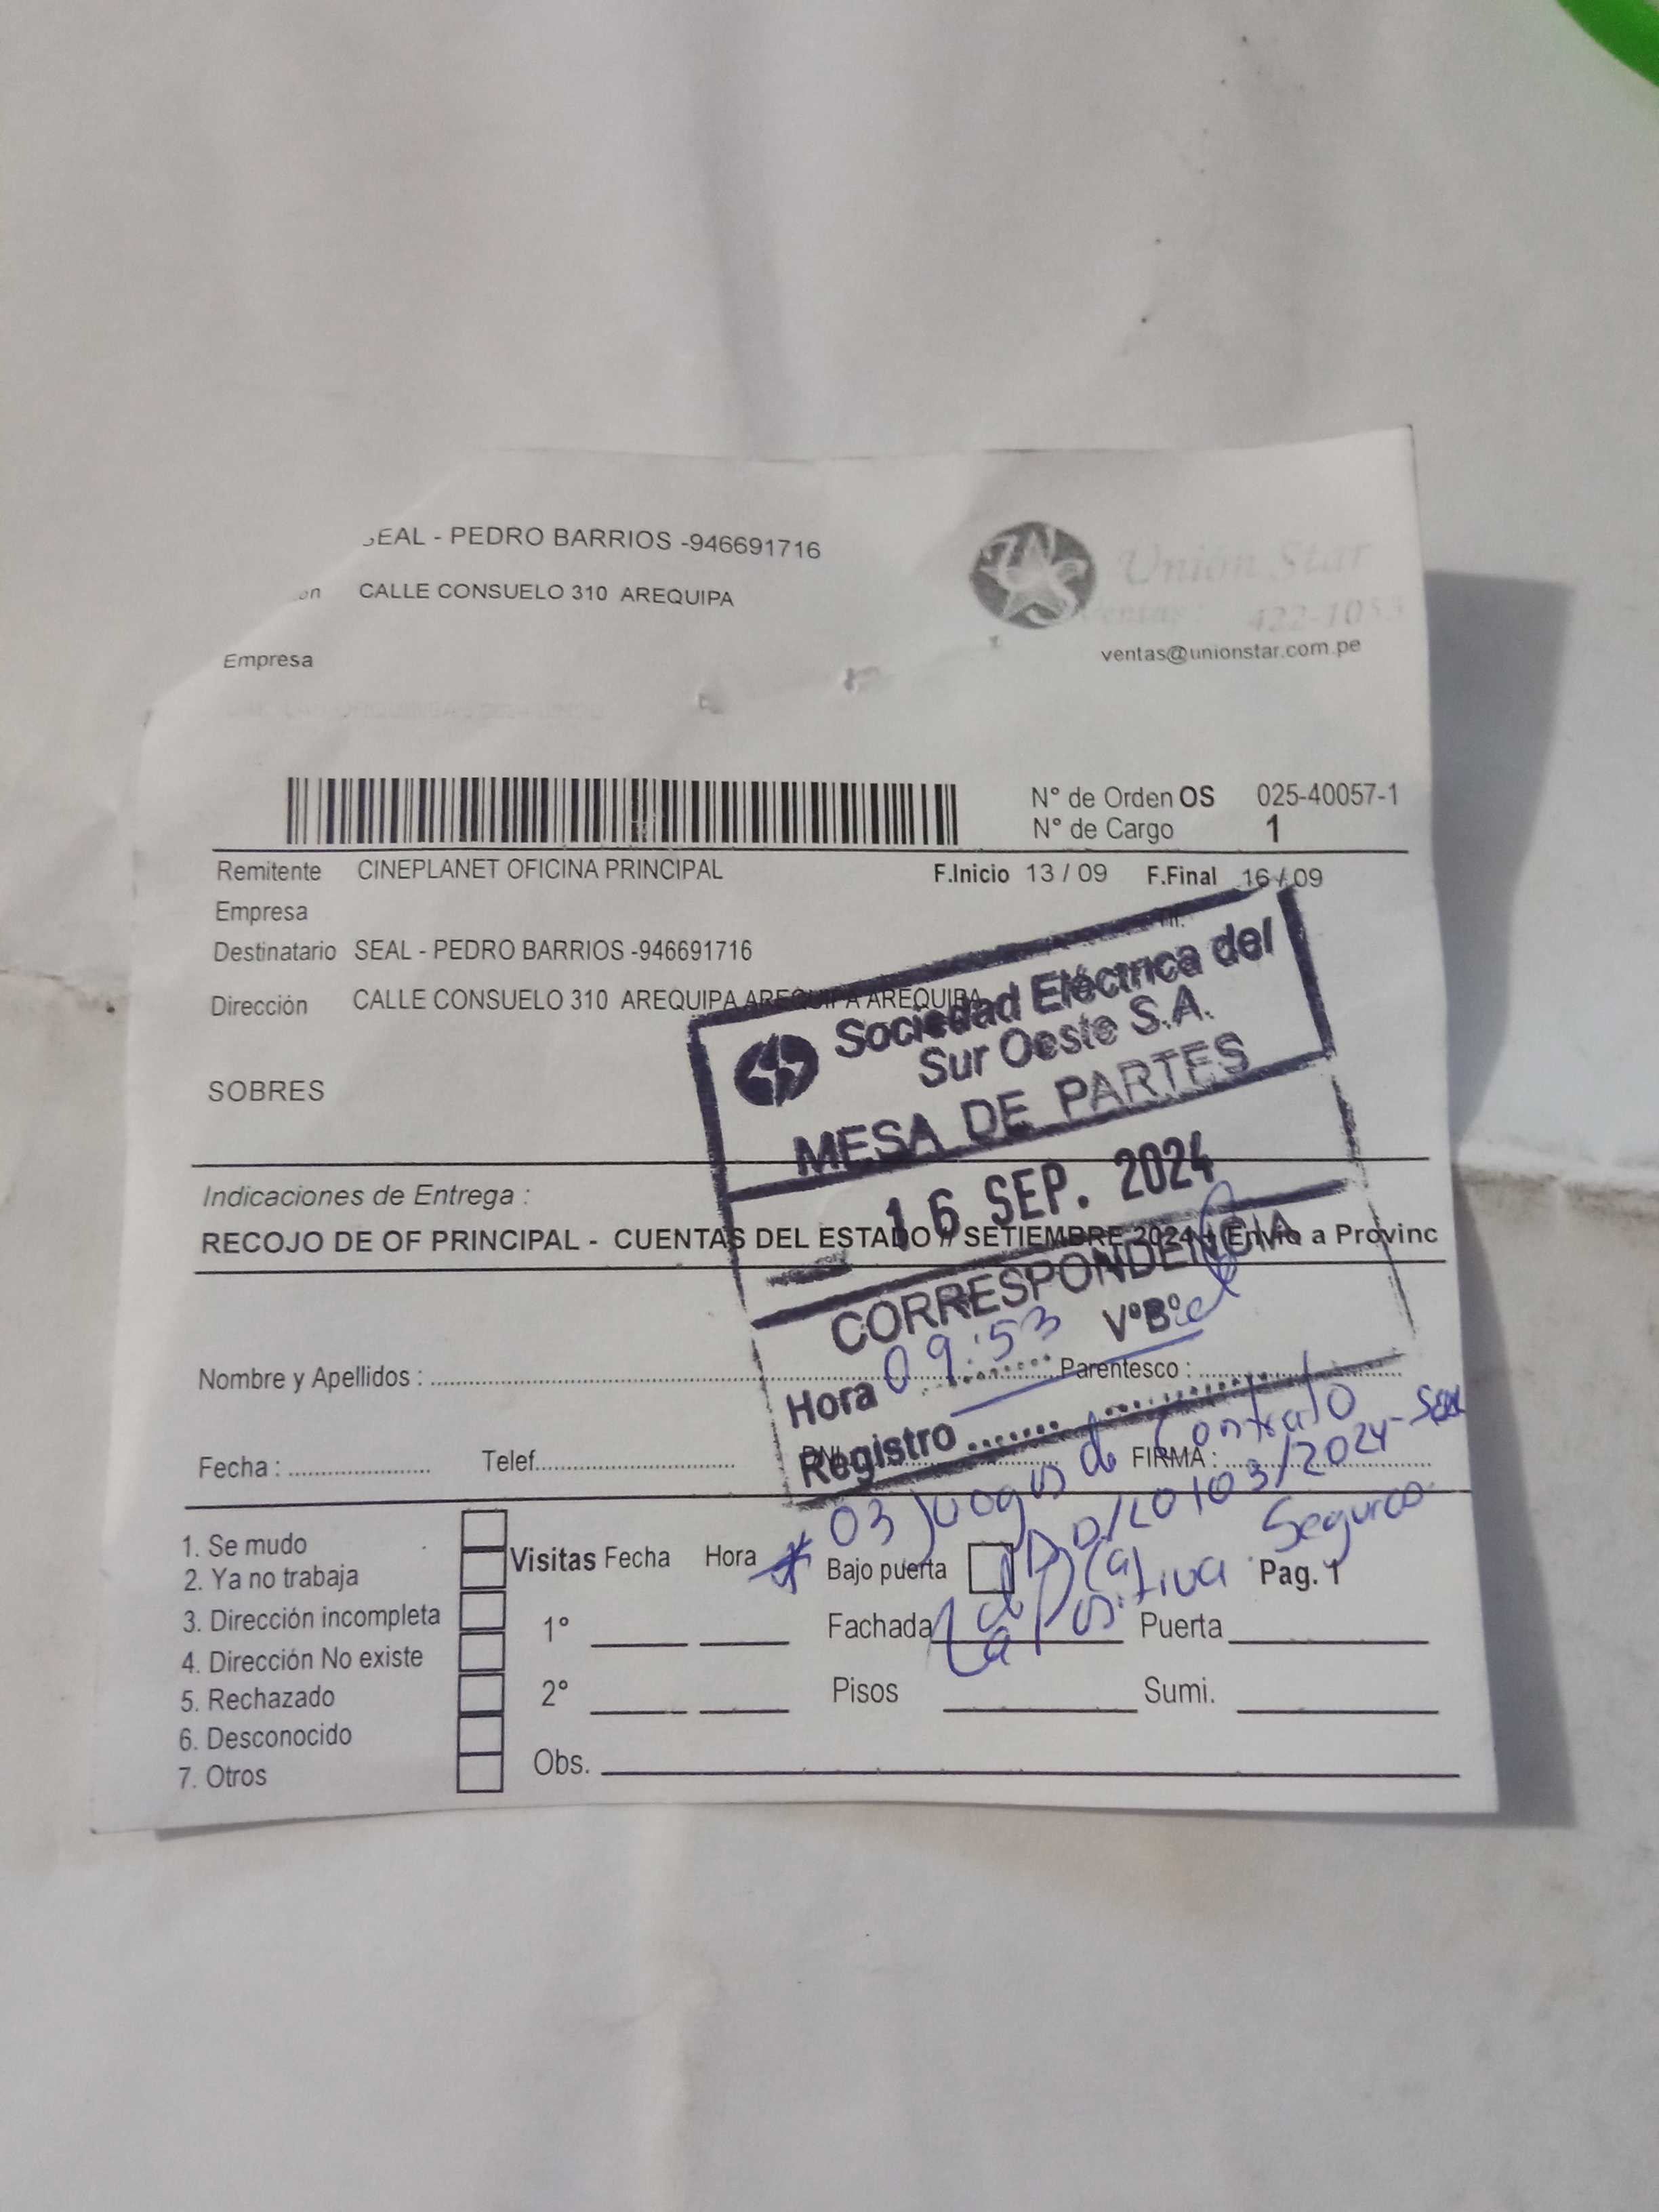 SEAL - PEDRO BARRIOS -946691716
CALLE CONSUELO 310 AREQUIPA
Empresa
Unión Star
Ventas: 422-1053
ventas@unionstar.com.pe
N° de Orden OS 025-40057-1
N° de Cargo 1
Remitente CINEPLANET OFICINA PRINCIPAL F.Inicio 13 / 09 F.Final 16 / 09
Empresa
Destinatario SEAL - PEDRO BARRIOS -946691716
Dirección CALLE CONSUELO 310 AREQUIPA AREQUIPA AREQUIPA
SOBRES
Sociedad Eléctrica del
Sur Oeste S.A.
MESA DE PARTES
16 SEP. 2024
CORRESPONDENCIA
Hora 09:53 V°B°
Registro
Indicaciones de Entrega :
RECOJO DE OF PRINCIPAL - CUENTAS DEL ESTADO // SETIEMBRE 2024 Envio a Provinc
Nombre y Apellidos : Parentesco :
Fecha : Telef. DNI FIRMA :
* 03 Juegos de Contrato
/2024-Seal
La Positiva Seguros
1. Se mudo
2. Ya no trabaja
3. Dirección incompleta
4. Dirección No existe
5. Rechazado
6. Desconocido
7. Otros
Visitas Fecha Hora Bajo puerta Pag. 1
1° Fachada Puerta
2° Pisos Sumi.
Obs.